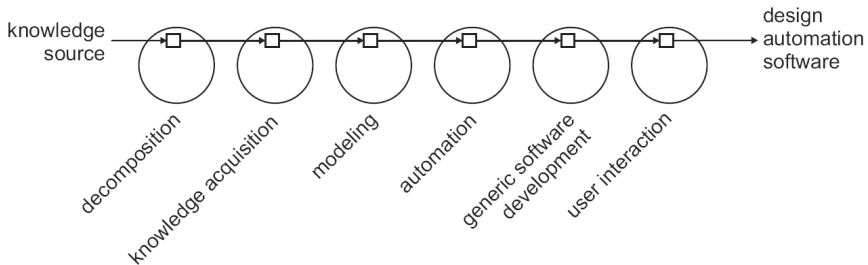 knowledge
source
design
automation
software
decomposition
knowledge acquisition
modeling
automation
generic software
development
user interaction